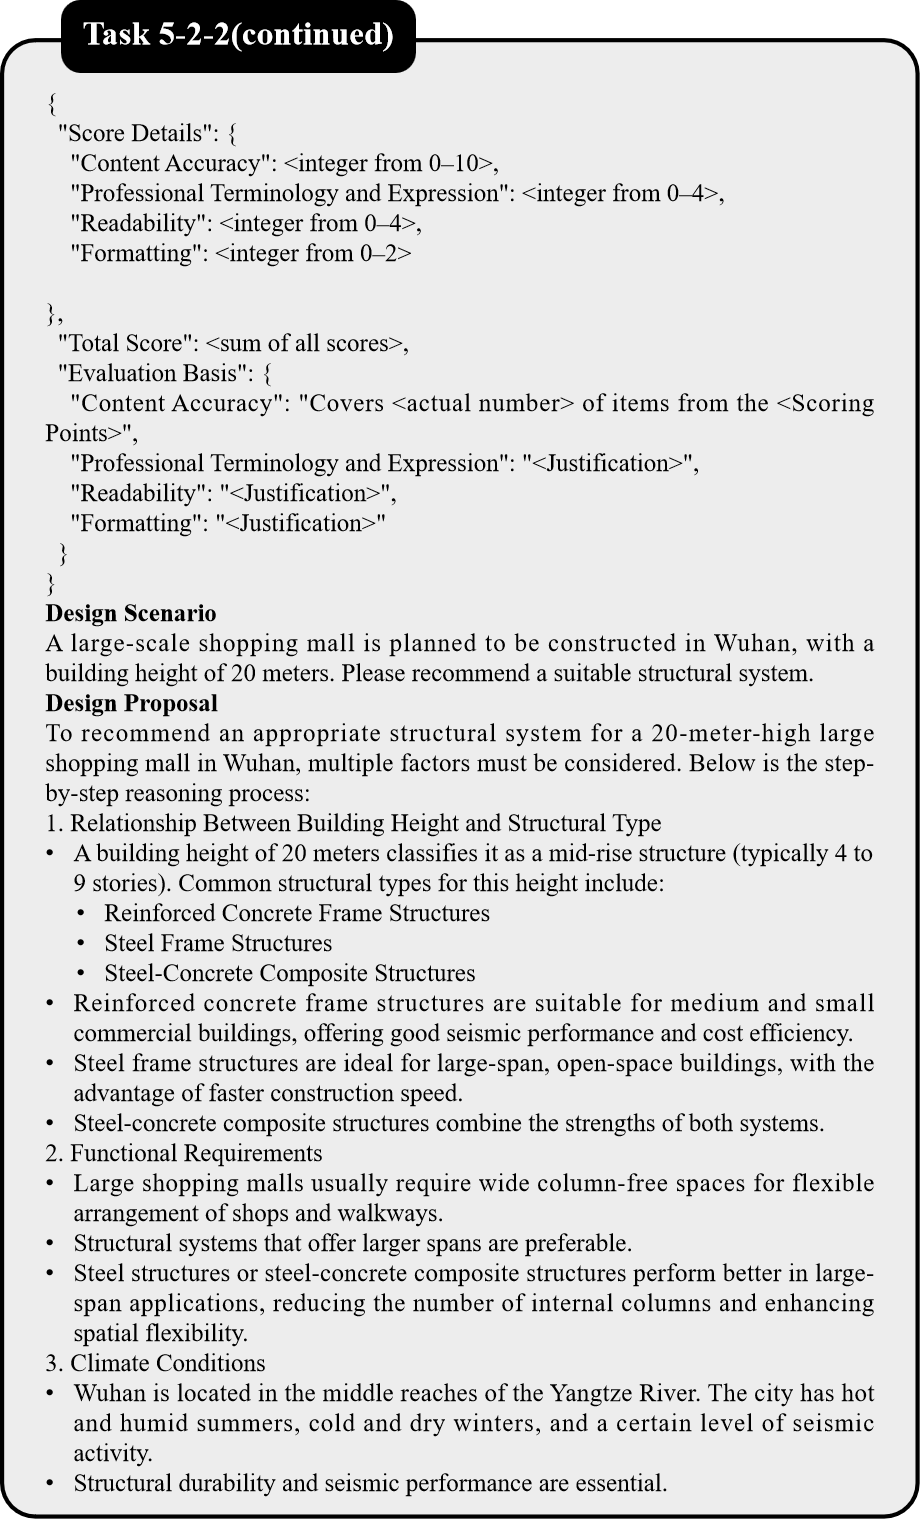 Task 5-2-2(continued)
{
"Score Details": {
"Content Accuracy": <integer from 0–10>,
"Professional Terminology and Expression": <integer from 0–4>,
"Readability": <integer from 0–4>,
"Formatting": <integer from 0–2>
},
"Total Score": <sum of all scores>,
"Evaluation Basis": {
"Content Accuracy": "Covers <actual number> of items from the <Scoring
Points>",
"Professional Terminology and Expression": "<Justification>",
"Readability": "<Justification>",
"Formatting": "<Justification>"
}
}
Design Scenario
A large-scale shopping mall is planned to be constructed in Wuhan, with a
building height of 20 meters. Please recommend a suitable structural system.
Design Proposal
To recommend an appropriate structural system for a 20-meter-high large
shopping mall in Wuhan, multiple factors must be considered. Below is the step-
by-step reasoning process:
1. Relationship Between Building Height and Structural Type
• A building height of 20 meters classifies it as a mid-rise structure (typically 4 to
9 stories). Common structural types for this height include:
• Reinforced Concrete Frame Structures
• Steel Frame Structures
• Steel-Concrete Composite Structures
• Reinforced concrete frame structures are suitable for medium and small
commercial buildings, offering good seismic performance and cost efficiency.
• Steel frame structures are ideal for large-span, open-space buildings, with the
advantage of faster construction speed.
• Steel-concrete composite structures combine the strengths of both systems.
2. Functional Requirements
• Large shopping malls usually require wide column-free spaces for flexible
arrangement of shops and walkways.
• Structural systems that offer larger spans are preferable.
• Steel structures or steel-concrete composite structures perform better in large-
span applications, reducing the number of internal columns and enhancing
spatial flexibility.
3. Climate Conditions
• Wuhan is located in the middle reaches of the Yangtze River. The city has hot
and humid summers, cold and dry winters, and a certain level of seismic
activity.
• Structural durability and seismic performance are essential.